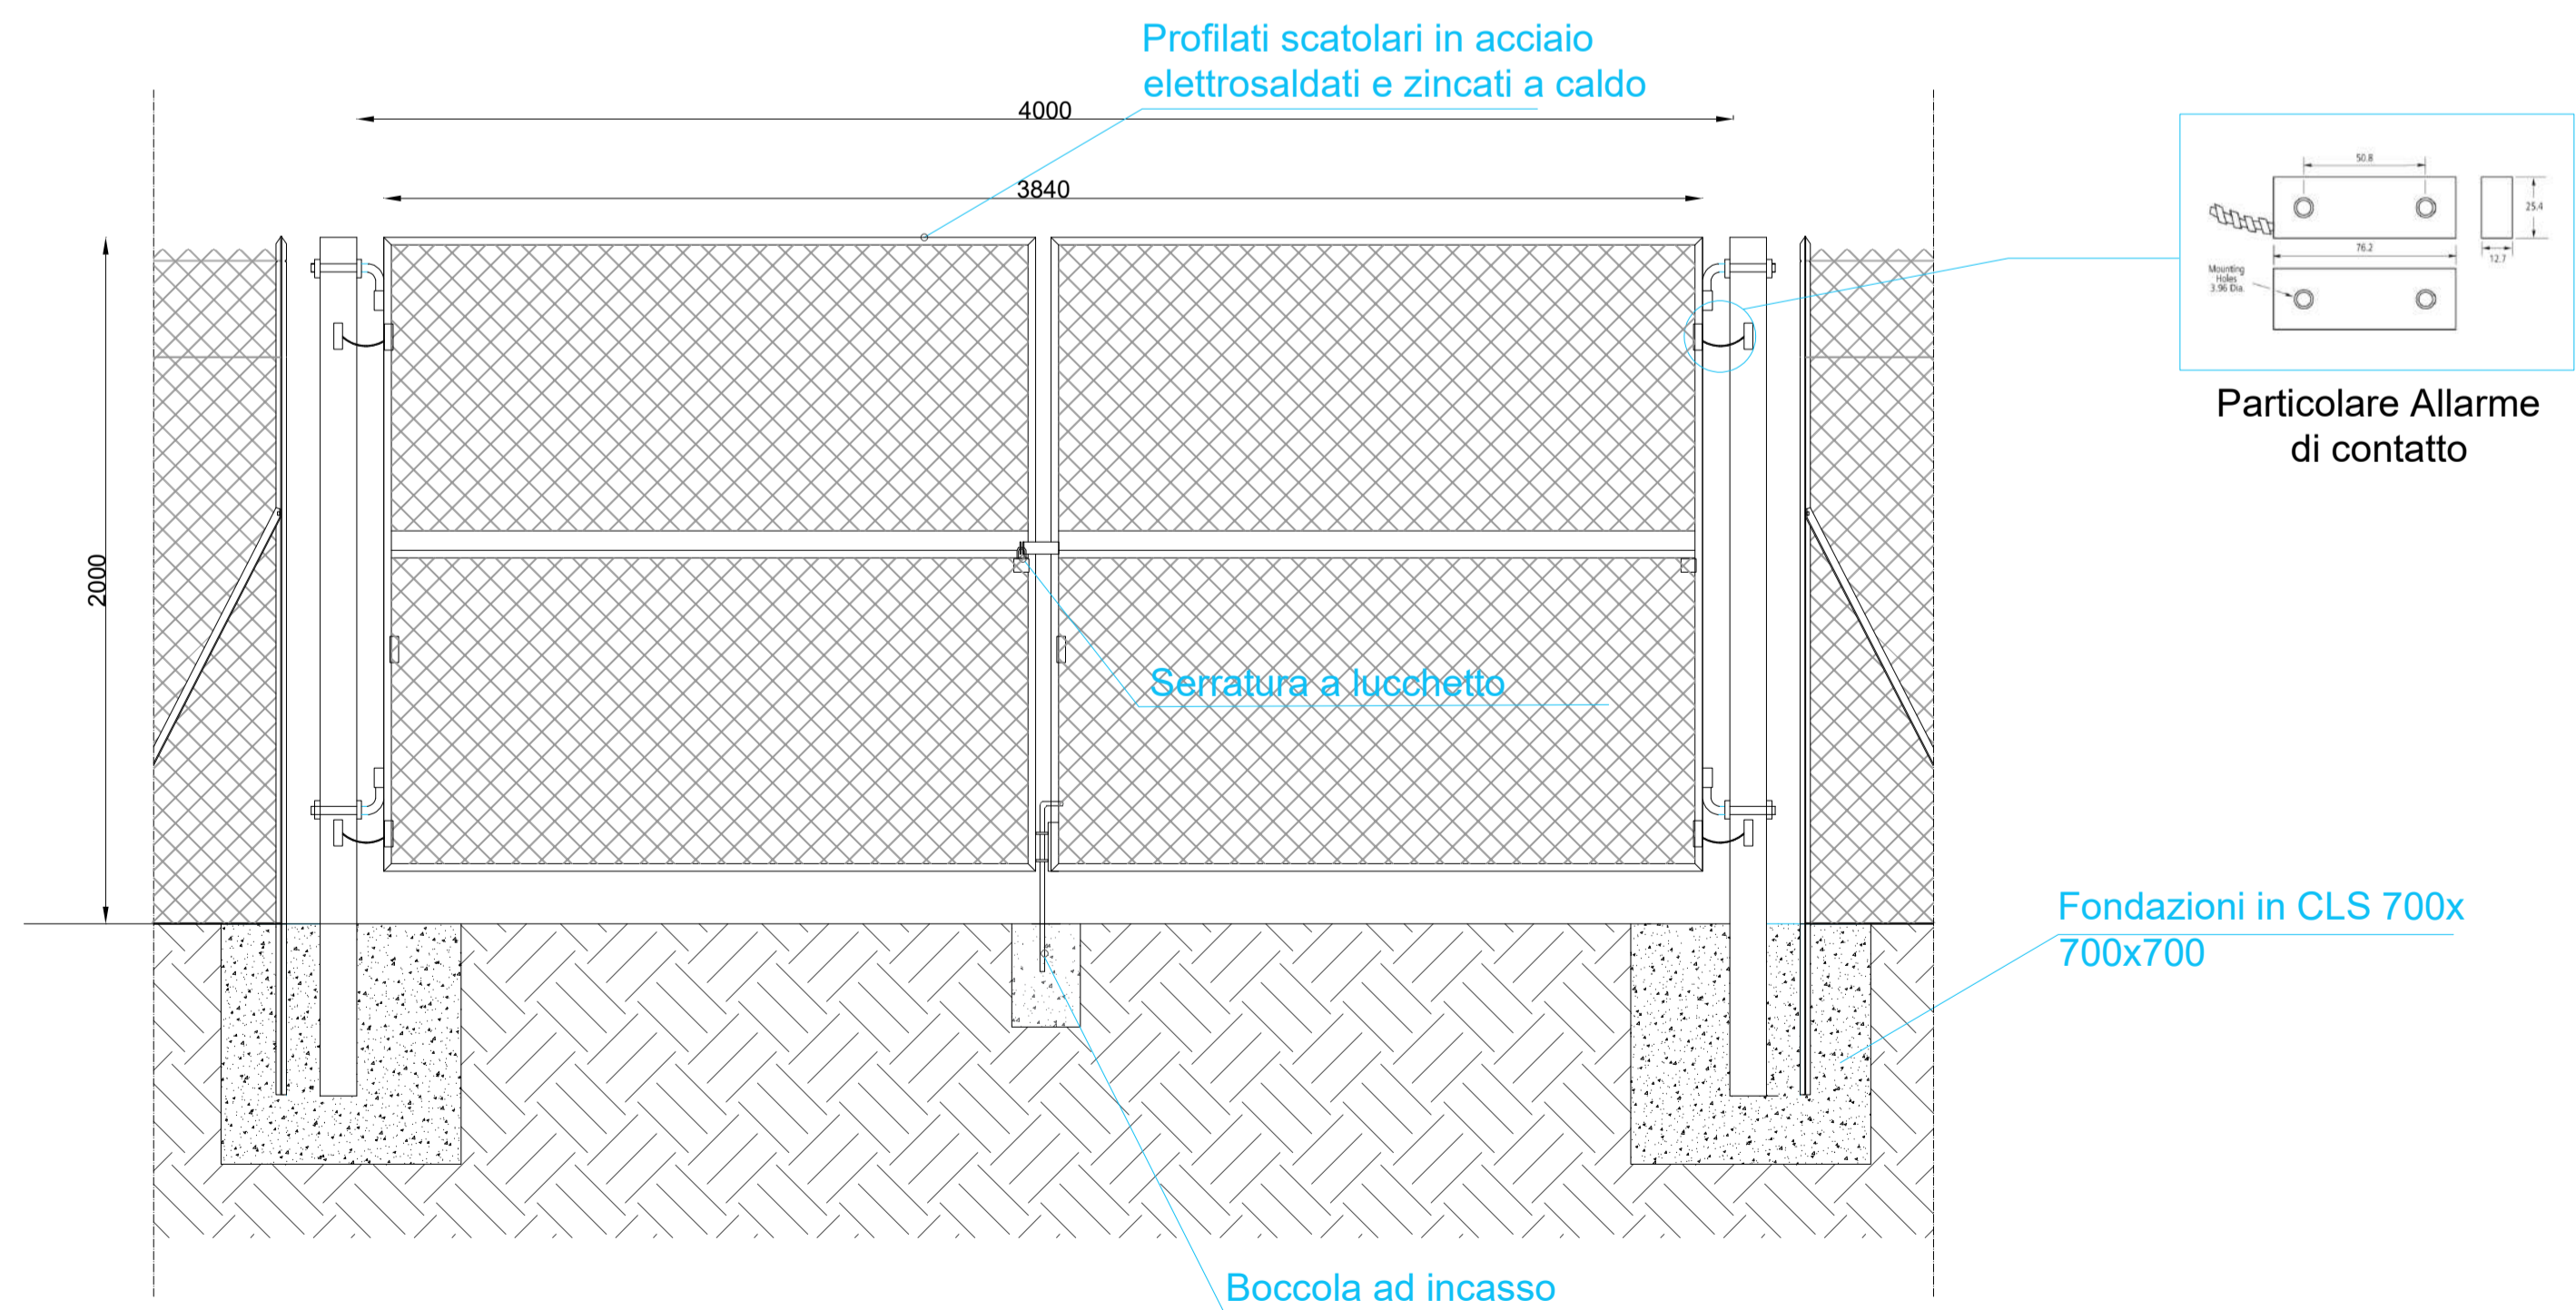 Profilati scatolari in acciaio
elettrosaldati e zincati a caldo
4000
3840
2000
50.8
25.4
76.2
12.7
Mounting
Holes
3.96 Dia.
Particolare Allarme
di contatto
Serratura a lucchetto
Fondazioni in CLS 700x
700x700
Boccola ad incasso